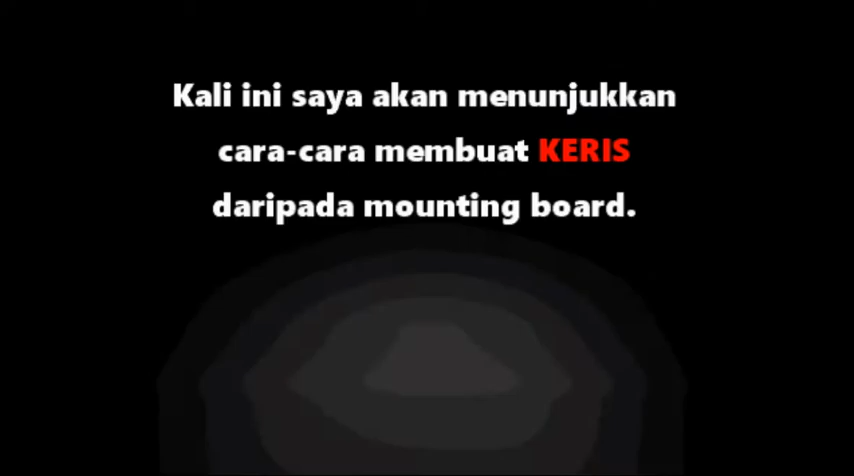 Kali ini saya akan menunjukkan
cara-cara membuat KERIS
daripada mounting board.